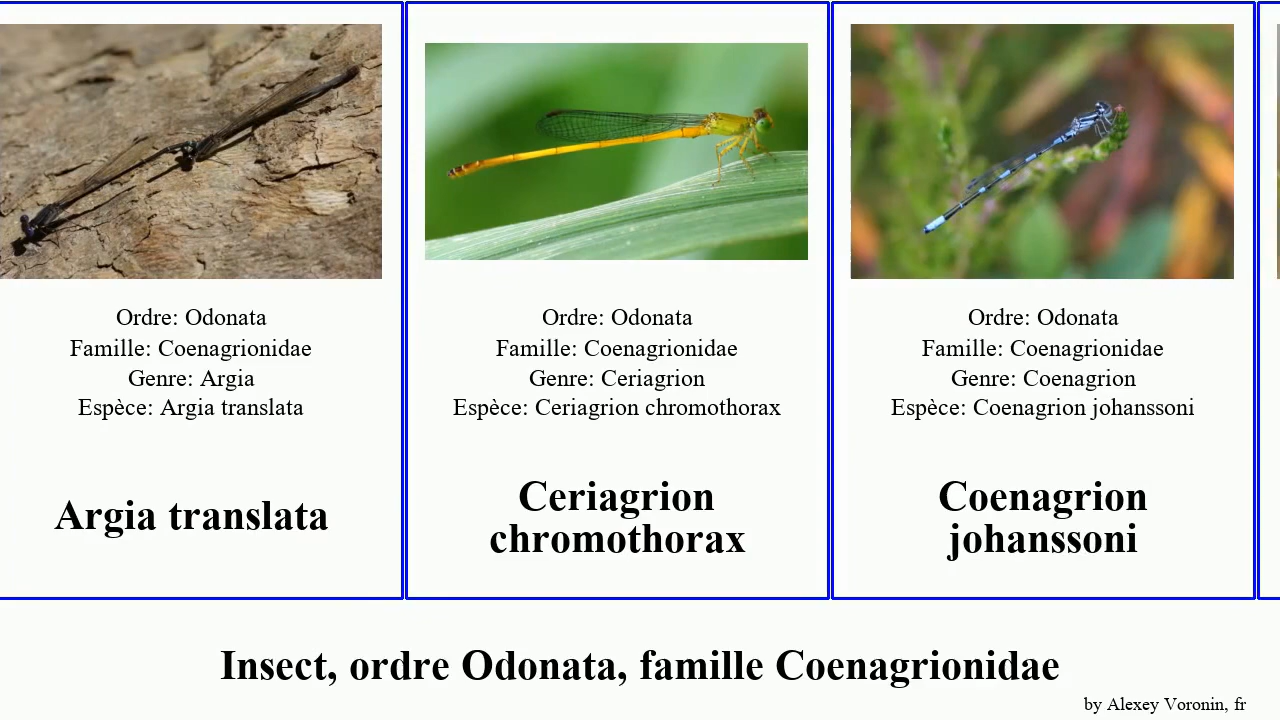 Ordre: Odonata
Famille: Coenagrionidae
Genre: Argia
Espèce: Argia translata
Argia translata
Ordre: Odonata
Famille: Coenagrionidae
Genre: Ceriagrion
Espèce: Ceriagrion chromothorax
Ceriagrion
chromothorax
Ordre: Odonata
Famille: Coenagrionidae
Genre: Coenagrion
Espèce: Coenagrion johanssoni
Coenagrion
johanssoni
Insect, ordre Odonata, famille Coenagrionidae
by Alexey Voronin, fr